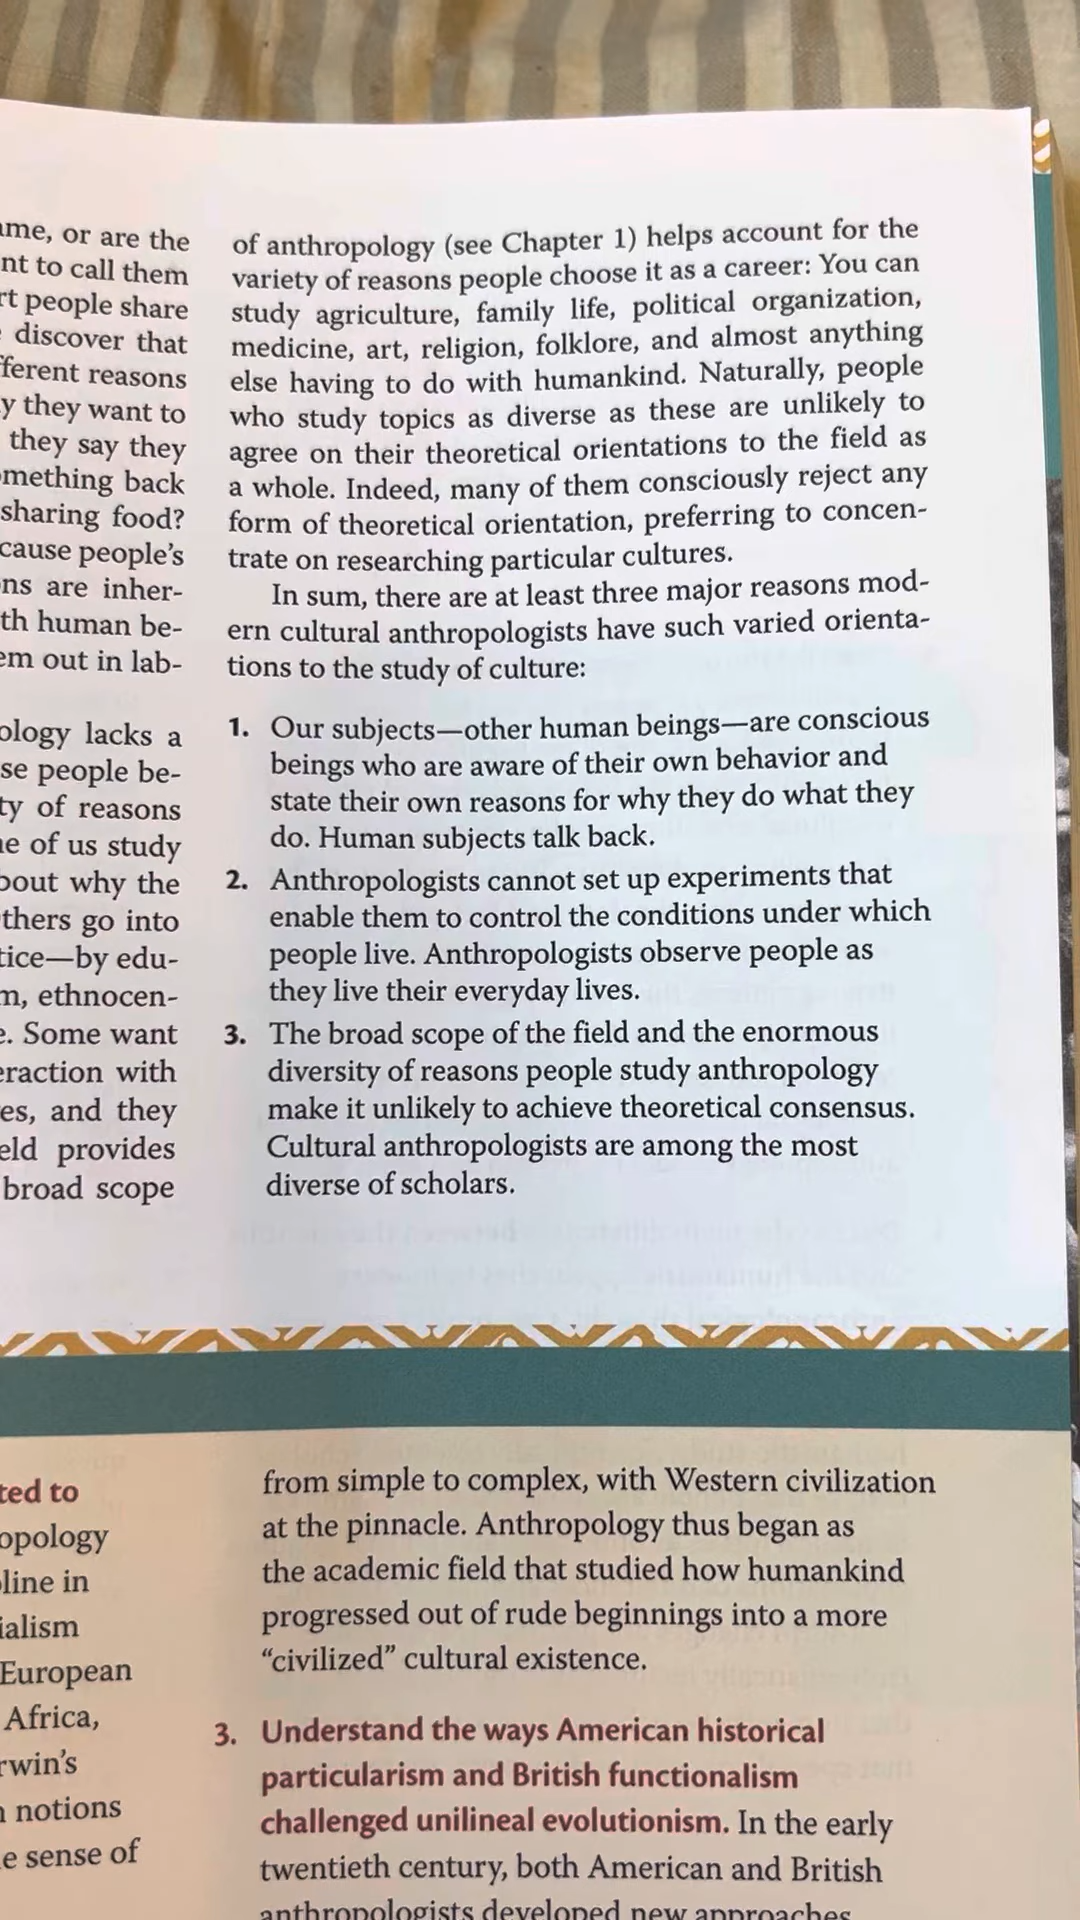 me, or are the
nt to call them
rt people share
discover that
fferent reasons
y they want to
they say they
mething back
sharing food?
cause people's
ns are inher-
th human be-
em out in lab-
ology lacks a
se people be-
ty of reasons
e of us study
bout why the
thers go into
tice—by edu-
m, ethnocen-
e. Some want
eraction with
es, and they
eld provides
broad scope
of anthropology (see Chapter 1) helps account for the
variety of reasons people choose it as a career: You can
study agriculture, family life, political organization,
medicine, art, religion, folklore, and almost anything
else having to do with humankind. Naturally, people
who study topics as diverse as these are unlikely to
agree on their theoretical orientations to the field as
a whole. Indeed, many of them consciously reject any
form of theoretical orientation, preferring to concen-
trate on researching particular cultures.
In sum, there are at least three major reasons mod-
ern cultural anthropologists have such varied orienta-
tions to the study of culture:
1. Our subjects—other human beings—are conscious
beings who are aware of their own behavior and
state their own reasons for why they do what they
do. Human subjects talk back.
2. Anthropologists cannot set up experiments that
enable them to control the conditions under which
people live. Anthropologists observe people as
they live their everyday lives.
3. The broad scope of the field and the enormous
diversity of reasons people study anthropology
make it unlikely to achieve theoretical consensus.
Cultural anthropologists are among the most
diverse of scholars.
ted to
opology
line in
ialism
European
Africa,
rwin's
notions
e sense of
from simple to complex, with Western civilization
at the pinnacle. Anthropology thus began as
the academic field that studied how humankind
progressed out of rude beginnings into a more
“civilized” cultural existence.
3. Understand the ways American historical
particularism and British functionalism
challenged unilineal evolutionism. In the early
twentieth century, both American and British
anthropologists developed new approaches